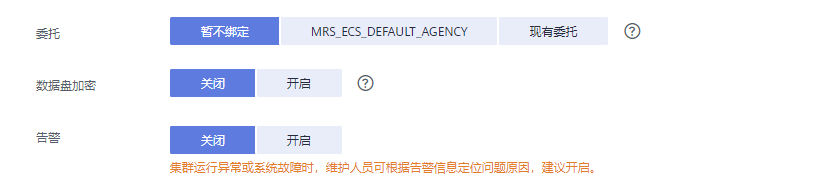 委托 暂不绑定 MRS_ECS_DEFAULT_AGENCY 现有委托 ?
数据盘加密 关闭 开启 ?
告警 关闭 开启
集群运行异常或系统故障时，维护人员可根据告警信息定位问题原因，建议开启。